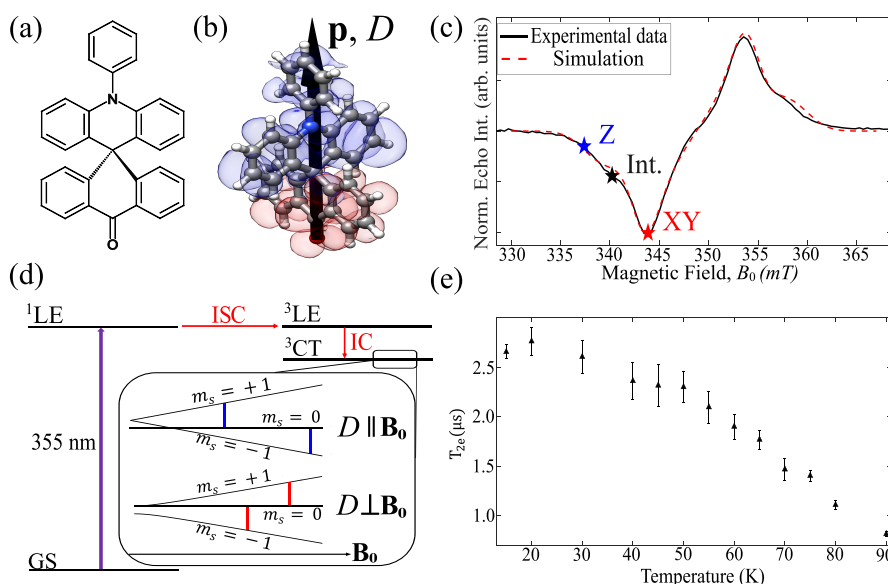 (a)
N
O
(b)
p, D
(c)
Norm. Echo Int. (arb. units)
Experimental data
Simulation
Z
Int.
XY
330 335 340 345 350 355 360 365
Magnetic Field, B₀ (mT)
(d)
¹LE
ISC
³LE
IC
³CT
355 nm
GS
mₛ = +1
mₛ = 0
mₛ = −1
D ∥ B₀
mₛ = +1
mₛ = 0
mₛ = −1
D⊥B₀
B₀
(e)
T₂ₑ(μs)
2.5
2.0
1.5
1.0
20 30 40 50 60 70 80 90
Temperature (K)